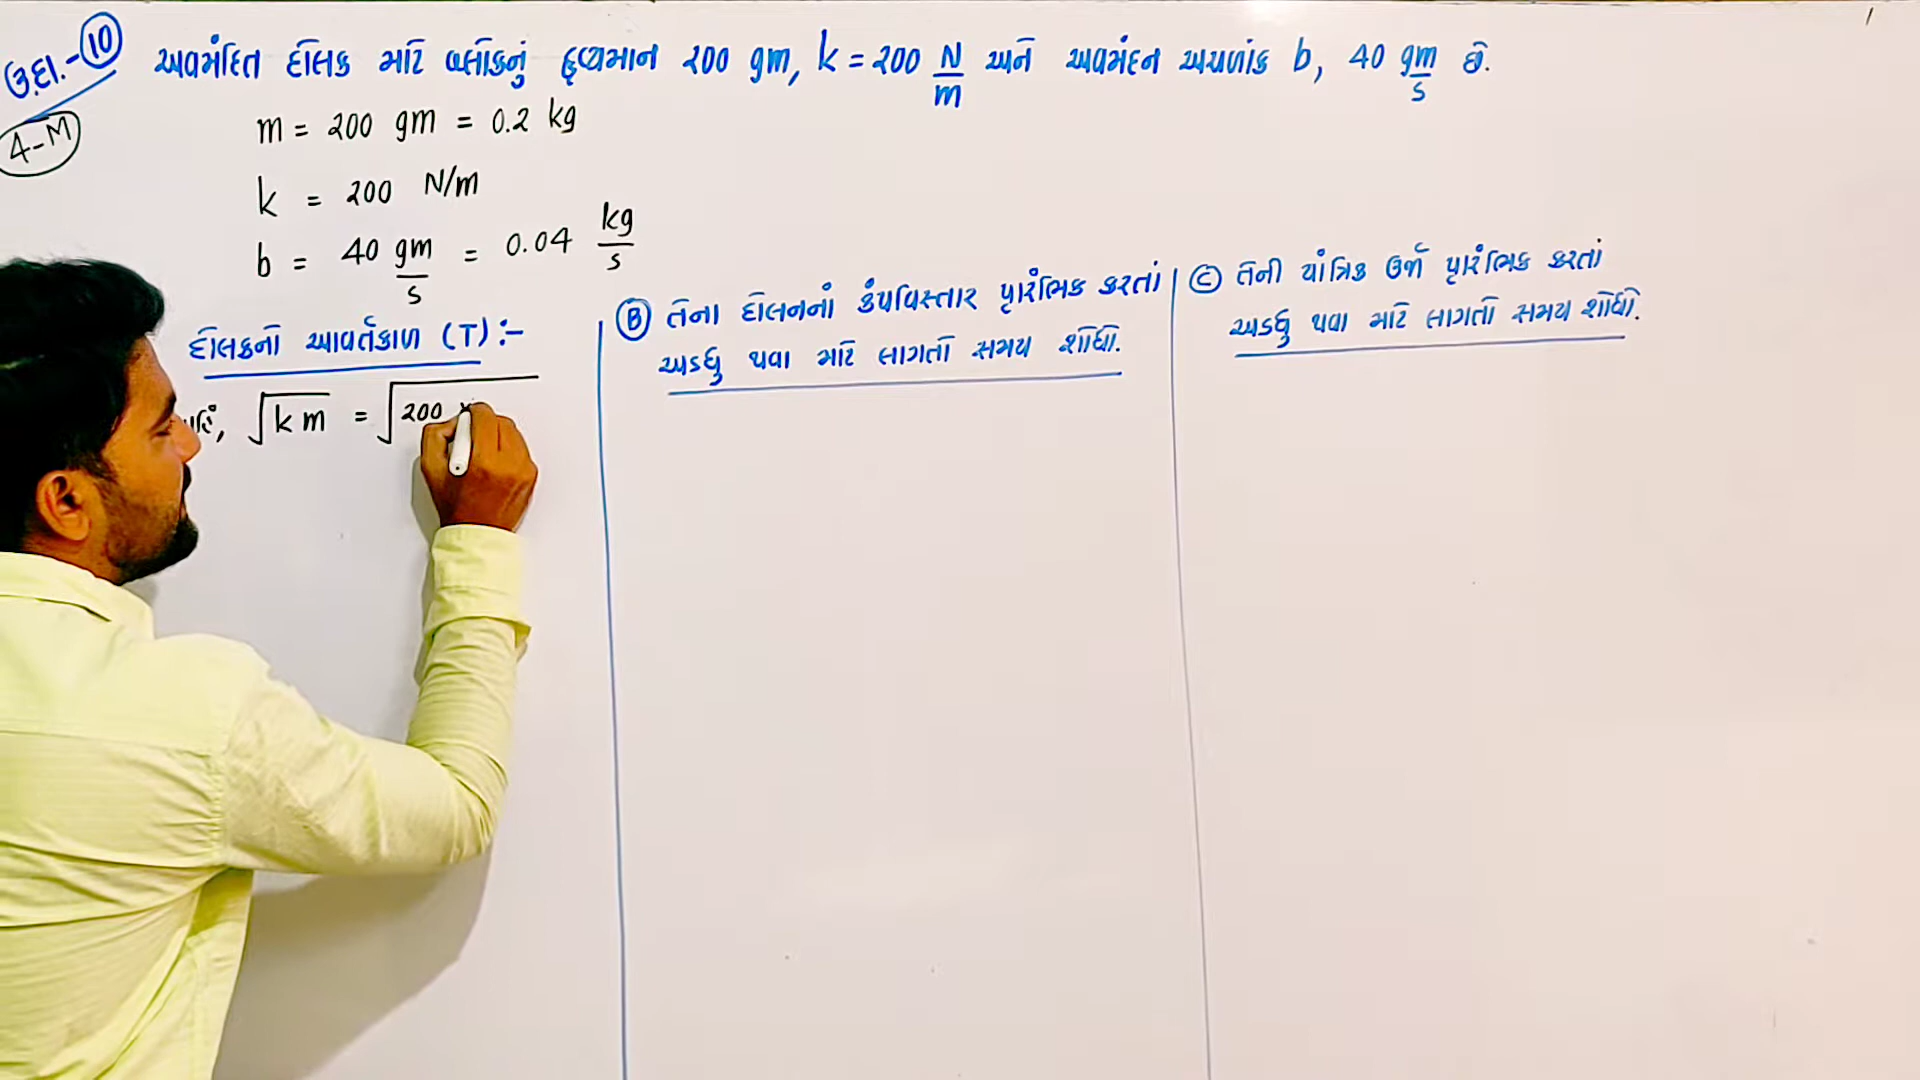 ઉદા.-10 અવમંદિત દોલક માટે બ્લોકનું દ્રવ્યમાન 200 gm, k = 200 N/m અને અવમંદન અચળાંક b, 40 gm/s છે.
4-M
m = 200 gm = 0.2 kg
k = 200 N/m
b = 40 gm/s = 0.04 kg/s
દોલકનો આવર્તકાળ (T) :-
√km = √200
B તેના દોલનનો કંપવિસ્તાર પ્રારંભિક કરતાં
અડધુ થવા માટે લાગતો સમય શોધો.
C તેની યાંત્રિક ઉર્જા પ્રારંભિક કરતાં
અડધુ થવા માટે લાગતો સમય શોધો.